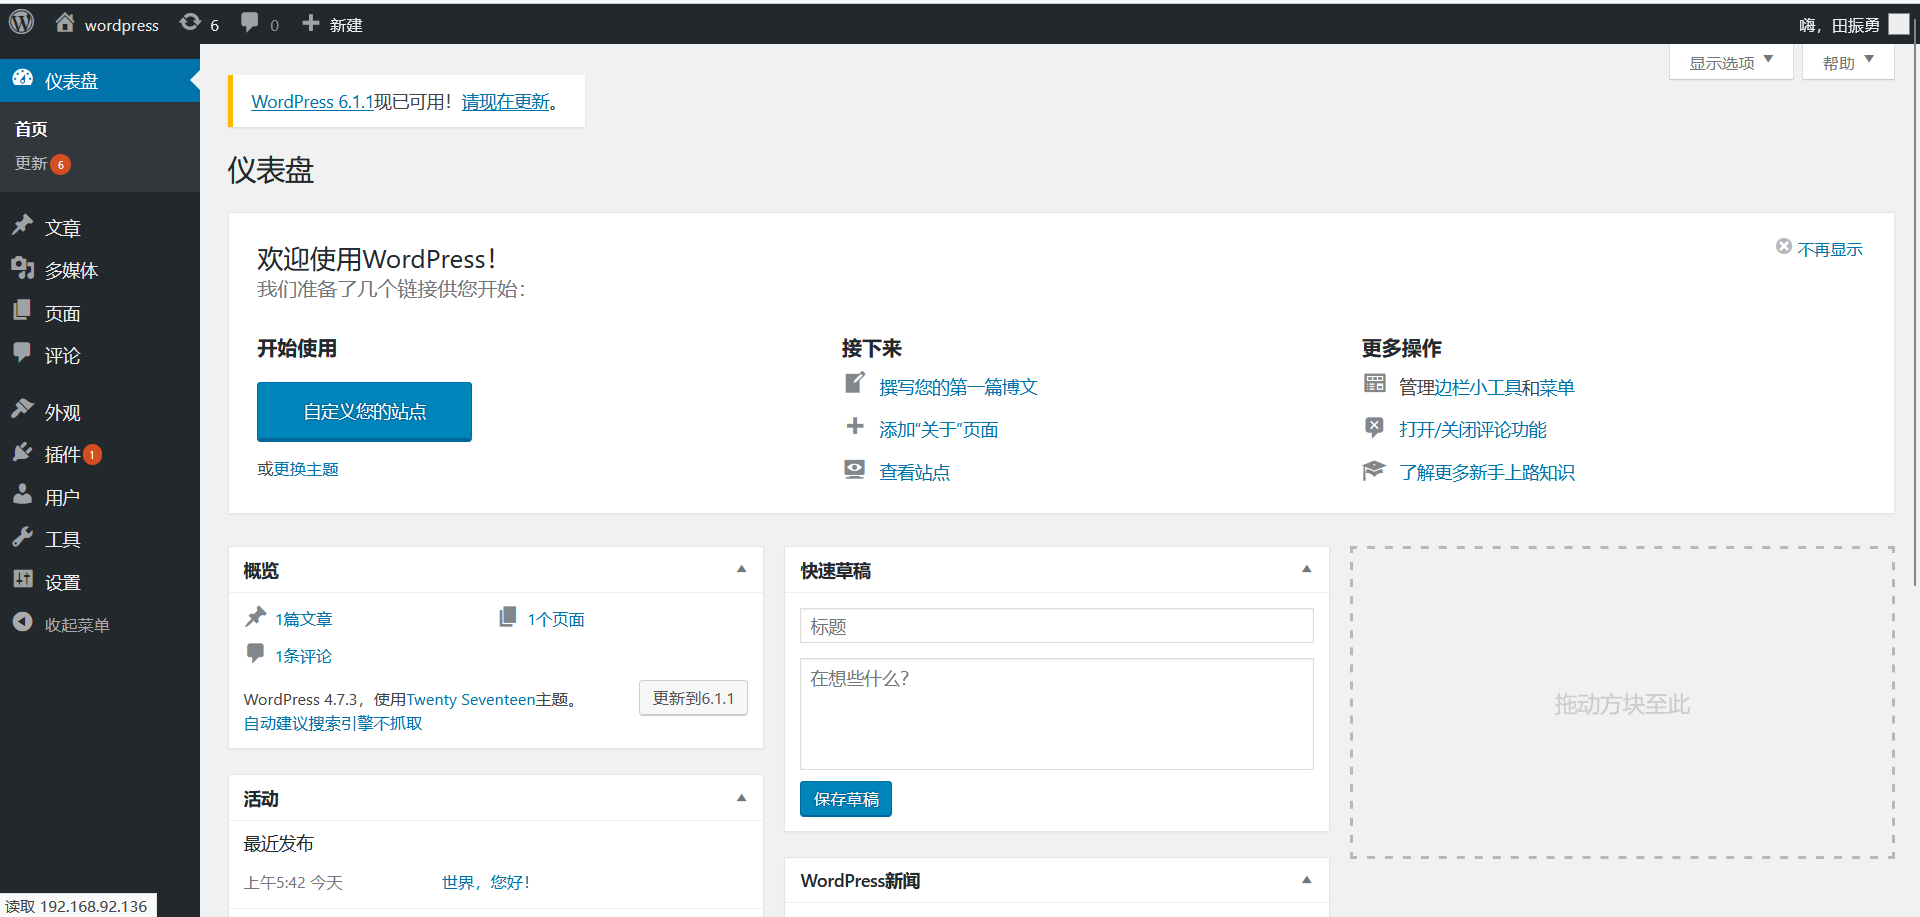 wordpress 6 0 新建 嗨，田振勇
仪表盘
首页
更新 6
文章
多媒体
页面
评论
外观
插件 1
用户
工具
设置
收起菜单
显示选项 帮助
WordPress 6.1.1现已可用！请现在更新。
仪表盘
欢迎使用WordPress！
不再显示
我们准备了几个链接供您开始：
开始使用
自定义您的站点
或更换主题
接下来
撰写您的第一篇博文
添加“关于”页面
查看站点
更多操作
管理边栏小工具和菜单
打开/关闭评论功能
了解更多新手上路知识
概览
1篇文章 1个页面
1条评论
WordPress 4.7.3，使用Twenty Seventeen主题。 更新到6.1.1
自动建议搜索引擎不抓取
活动
最近发布
上午5:42 今天 世界，您好！
快速草稿
标题
在想些什么？
保存草稿
WordPress新闻
拖动方块至此
读取 192.168.92.136